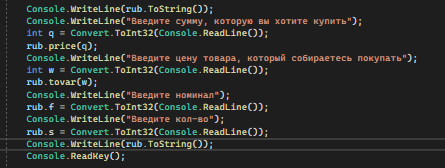 Console.WriteLine(rub.ToString());
Console.WriteLine("Введите сумму, которую вы хотите купить");
int q = Convert.ToInt32(Console.ReadLine());
rub.price(q);
Console.WriteLine("Введите цену товара, который собираетесь покупать");
int w = Convert.ToInt32(Console.ReadLine());
rub.tovar(w);
Console.WriteLine("Введите номинал");
rub.f = Convert.ToInt32(Console.ReadLine());
Console.WriteLine("Введите кол-во");
rub.s = Convert.ToInt32(Console.ReadLine());
Console.WriteLine(rub.ToString());
Console.ReadKey();